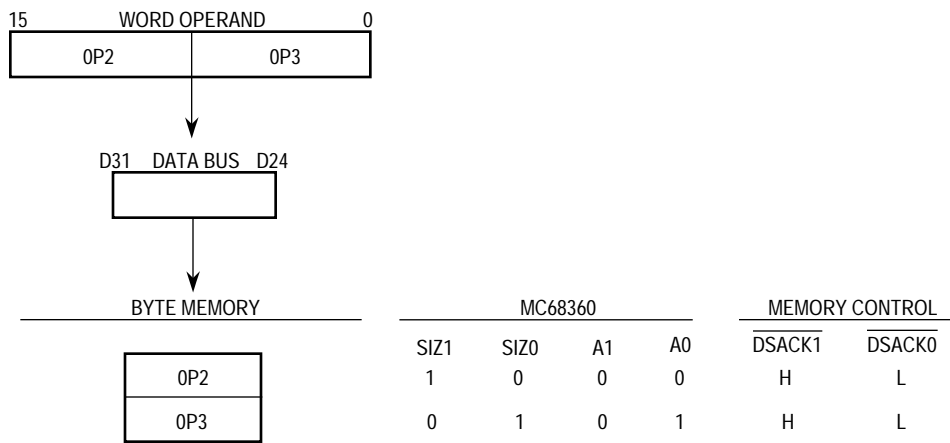 15 WORD OPERAND 0
0P2 0P3
D31 DATA BUS D24
BYTE MEMORY MC68360 MEMORY CONTROL
SIZ1 SIZ0 A1 A0 DSACK1 DSACK0
0P2 1 0 0 0 H L
0P3 0 1 0 1 H L